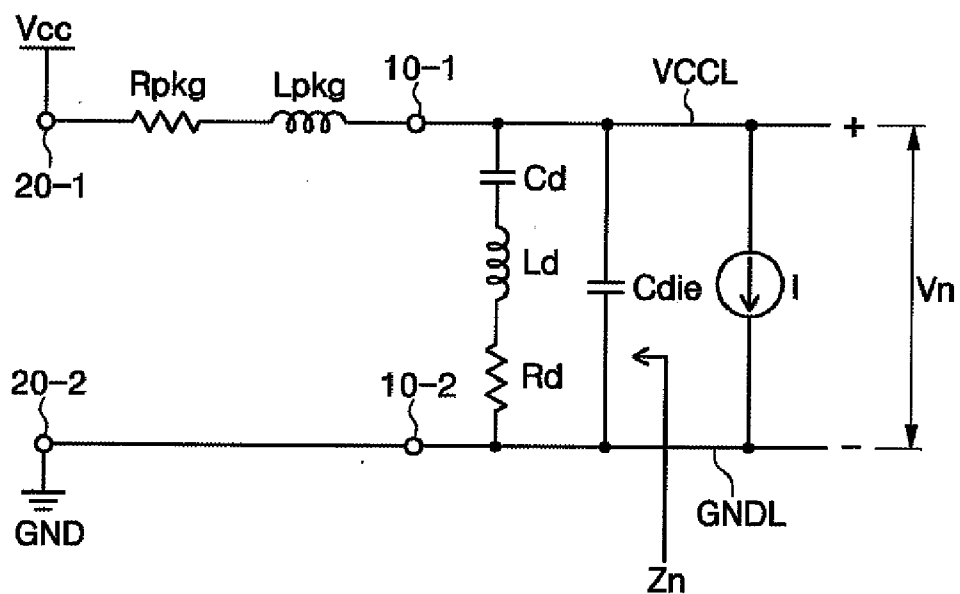 Vcc
Rpkg
Lpkg
10-1
VCCL
+
20-1
Cd
Ld
Cdie
I
Vn
20-2
10-2
Rd
-
GND
GNDL
Zn